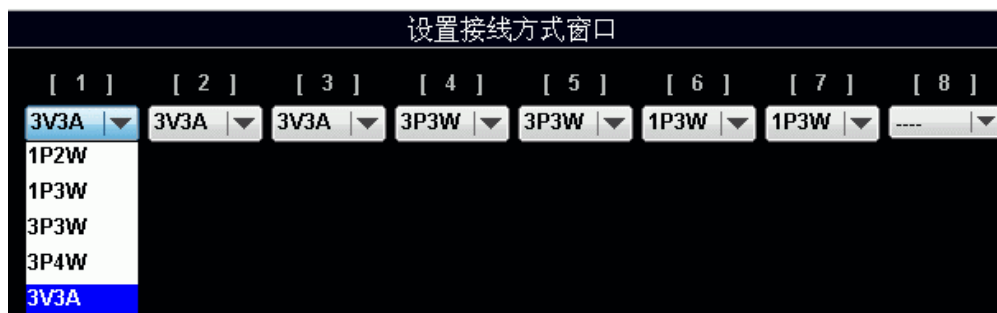 设置接线方式窗口
[ 1 ] [ 2 ] [ 3 ] [ 4 ] [ 5 ] [ 6 ] [ 7 ] [ 8 ]
3V3A 3V3A 3V3A 3P3W 3P3W 1P3W 1P3W ----
1P2W
1P3W
3P3W
3P4W
3V3A